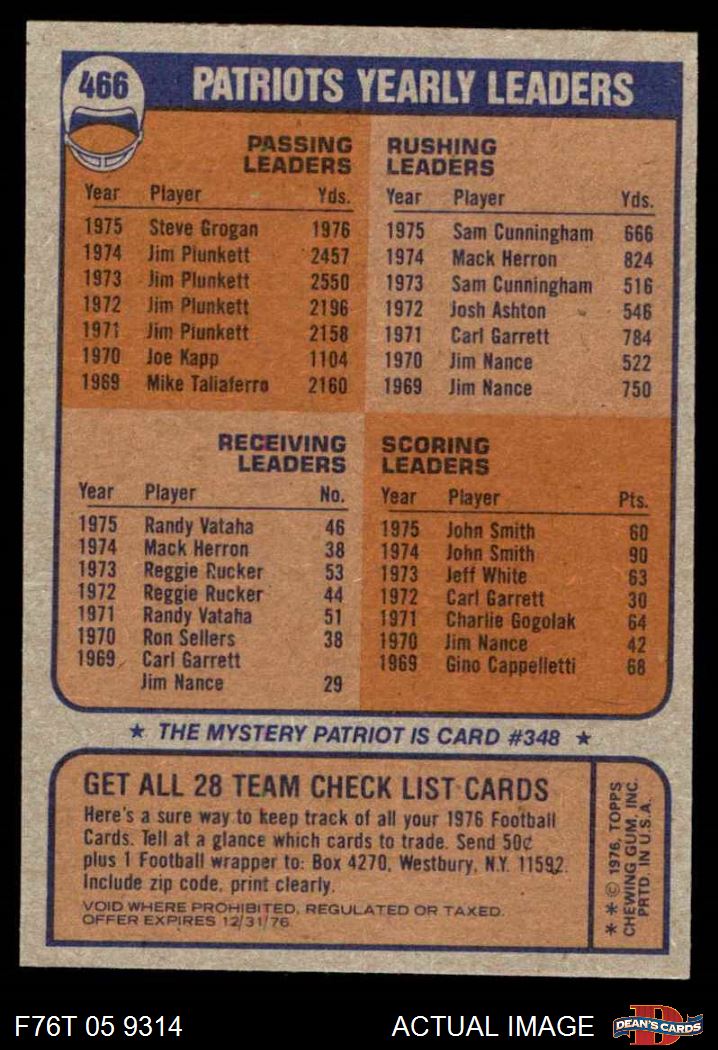 466
PATRIOTS YEARLY LEADERS
PASSING
LEADERS
Year Player Yds.
1975 Steve Grogan 1976
1974 Jim Plunkett 2457
1973 Jim Plunkett 2550
1972 Jim Plunkett 2196
1971 Jim Plunkett 2158
1970 Joe Kapp 1104
1969 Mike Taliaferro 2160
RUSHING
LEADERS
Year Player Yds.
1975 Sam Cunningham 666
1974 Mack Herron 824
1973 Sam Cunningham 516
1972 Josh Ashton 546
1971 Carl Garrett 784
1970 Jim Nance 522
1969 Jim Nance 750
RECEIVING
LEADERS
Year Player No.
1975 Randy Vataha 46
1974 Mack Herron 38
1973 Reggie Rucker 53
1972 Reggie Rucker 44
1971 Randy Vataha 51
1970 Ron Sellers 38
1969 Carl Garrett
Jim Nance 29
SCORING
LEADERS
Year Player Pts.
1975 John Smith 60
1974 John Smith 90
1973 Jeff White 63
1972 Carl Garrett 30
1971 Charlie Gogolak 64
1970 Jim Nance 42
1969 Gino Cappelletti 68
★ THE MYSTERY PATRIOT IS CARD #348 ★
GET ALL 28 TEAM CHECK LIST CARDS
Here's a sure way to keep track of all your 1976 Football
Cards. Tell at a glance which cards to trade. Send 50¢
plus 1 Football wrapper to: Box 4270, Westbury, N.Y. 11592.
Include zip code, print clearly.
VOID WHERE PROHIBITED, REGULATED OR TAXED.
OFFER EXPIRES 12/31/76
* * © 1976, TOPPS
CHEWING GUM, INC.
PRTD. IN U.S.A.
F76T 05 9314
ACTUAL IMAGE
D
DEAN'S CARDS